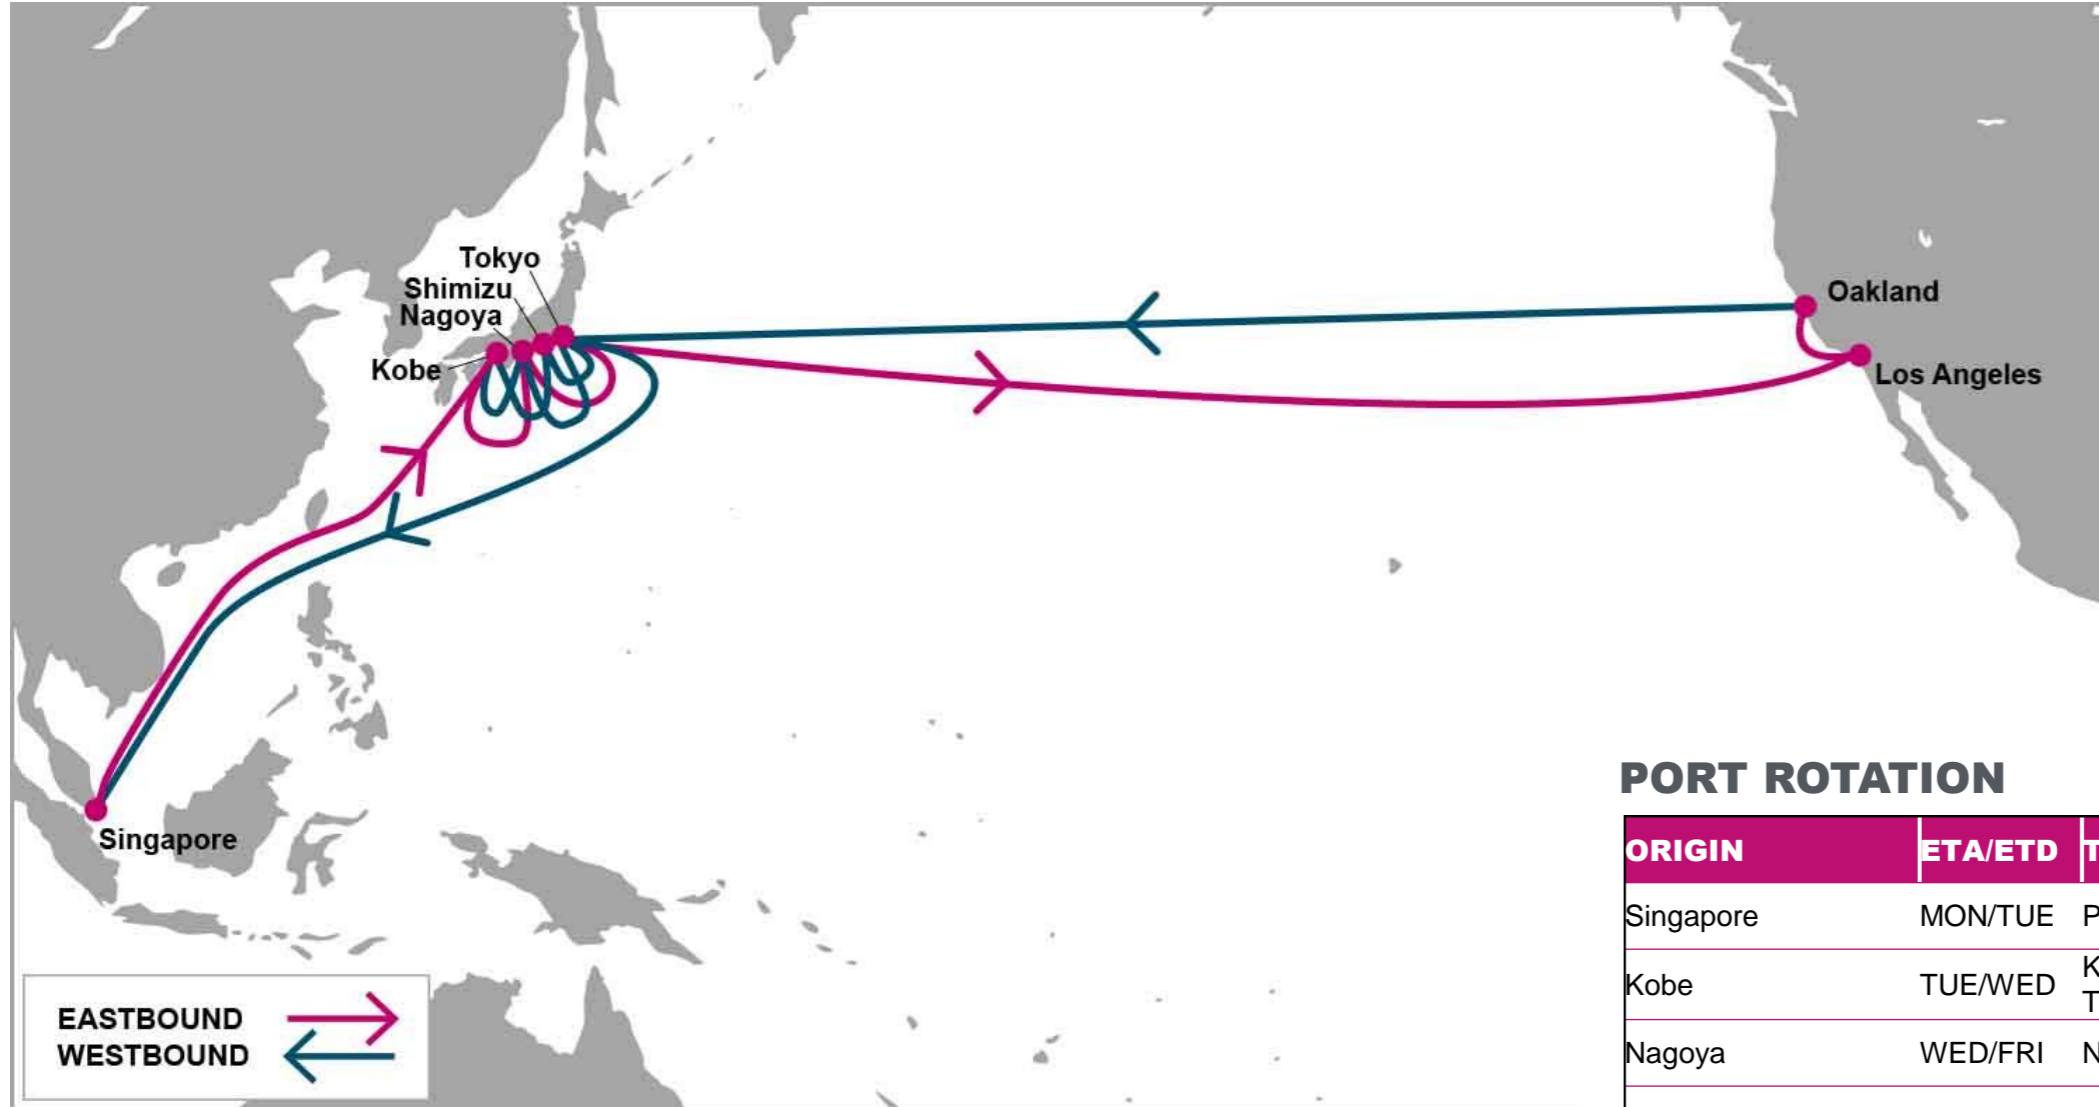 Tokyo
Shimizu
Nagoya
Kobe
Oakland
Los Angeles
Singapore
EASTBOUND
WESTBOUND
PORT ROTATION
ORIGIN ETA/ETD T
Singapore MON/TUE P
Kobe TUE/WED K
T
Nagoya WED/FRI N